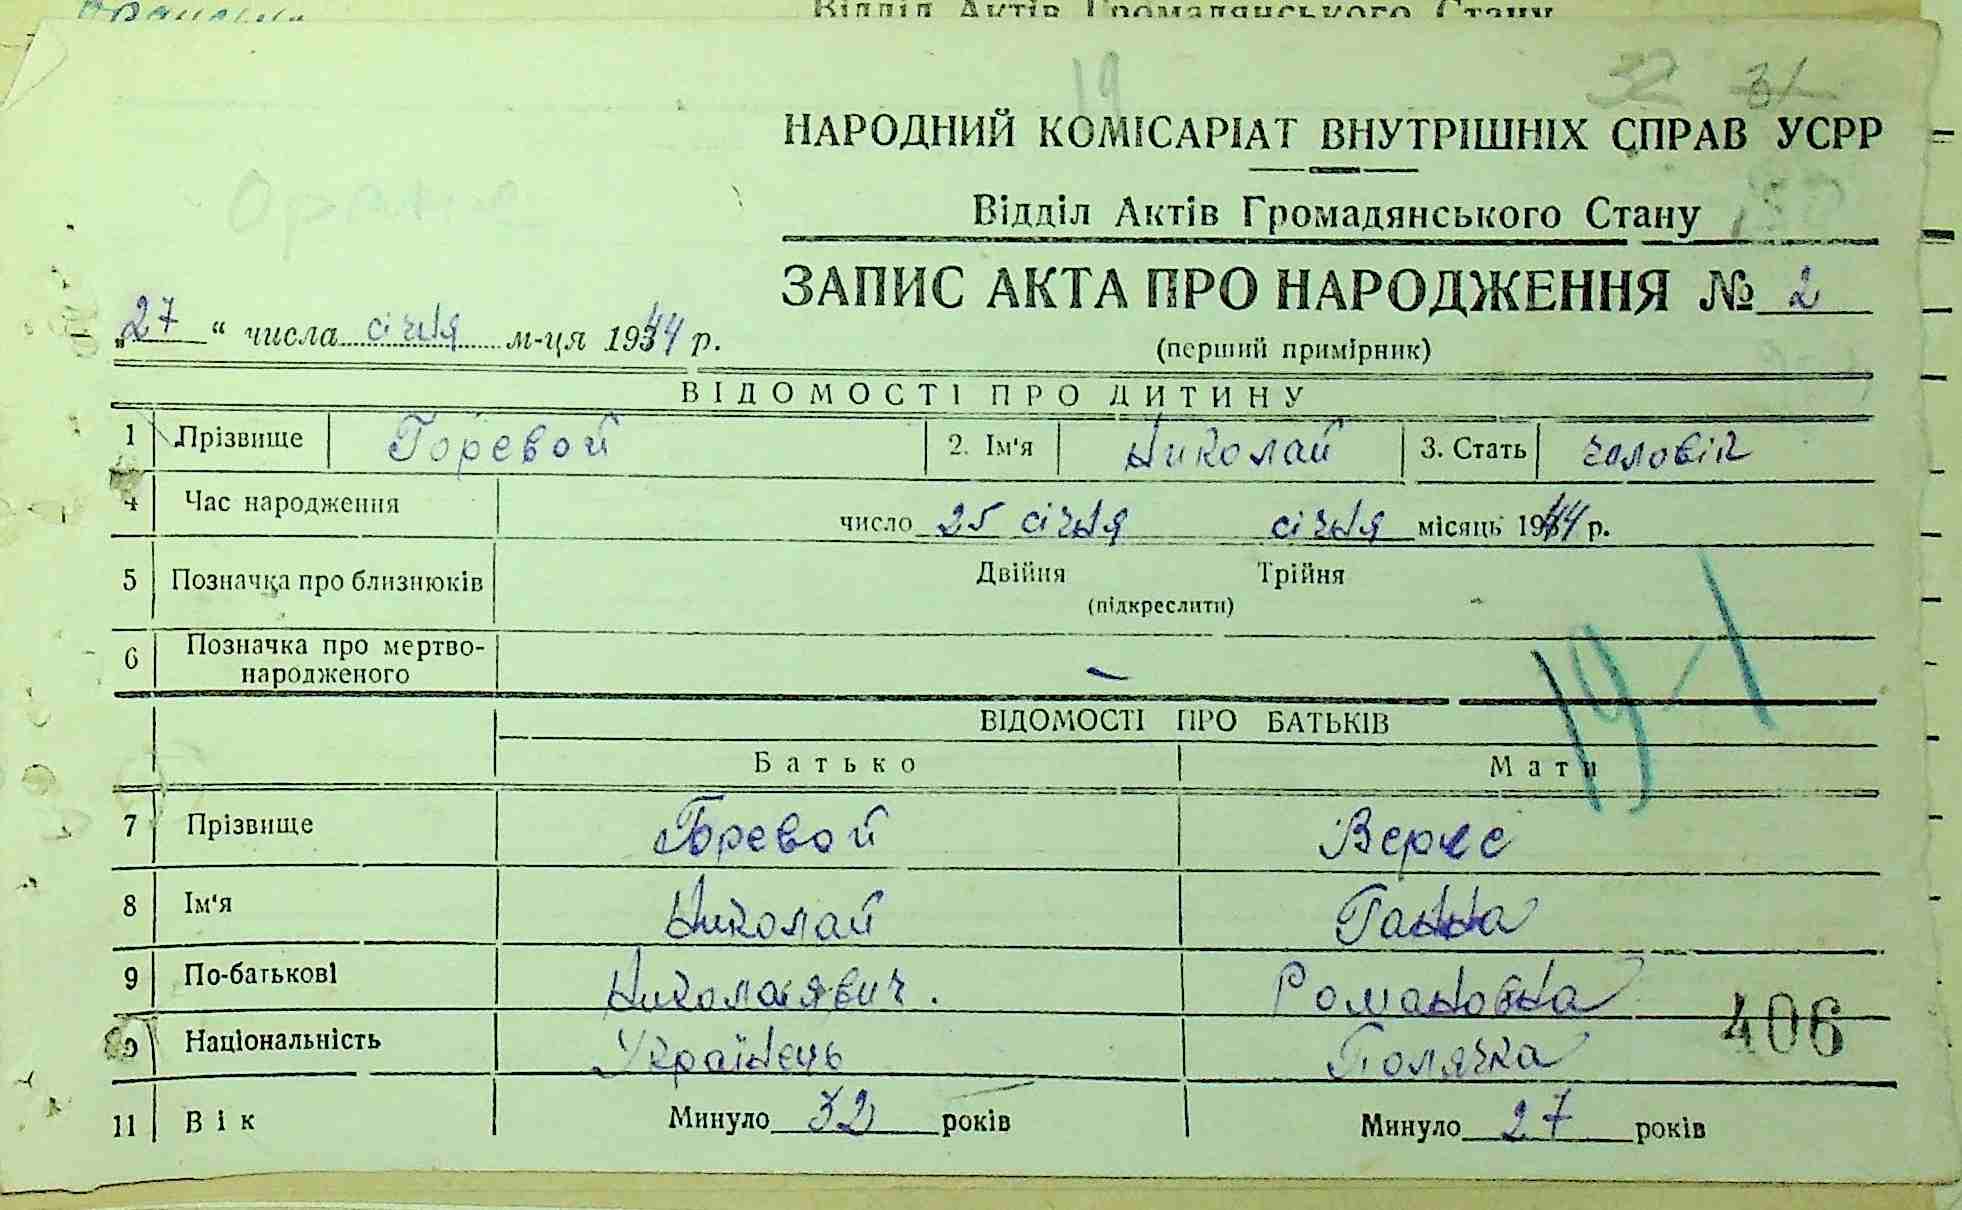 Відділ Актів Громадянського Стану
19
32 31
НАРОДНИЙ КОМІСАРІАТ ВНУТРІШНІХ СПРАВ УСРР
Відділ Актів Громадянського Стану
ЗАПИС АКТА ПРО НАРОДЖЕННЯ № 2
„27" числа січня м-ця 1944 р.
(перший примірник)
ВІДОМОСТІ ПРО ДИТИНУ
1 Прізвище Горевой 2. Ім'я Николай 3. Стать чоловік
4 Час народження число 25 січня січня місяць 1944 р.
5 Позначка про близнюків Двійня Трійня
(підкреслити)
6 Позначка про мертво-
народженого -
ВІДОМОСТІ ПРО БАТЬКІВ
Батько Мати
7 Прізвище Горевой
8 Ім'я Николай Ганна
9 По-батькові Николаявич. Романовна
406
Національність Українець Полячка
11 Вік Минуло 32 років Минуло 27 років